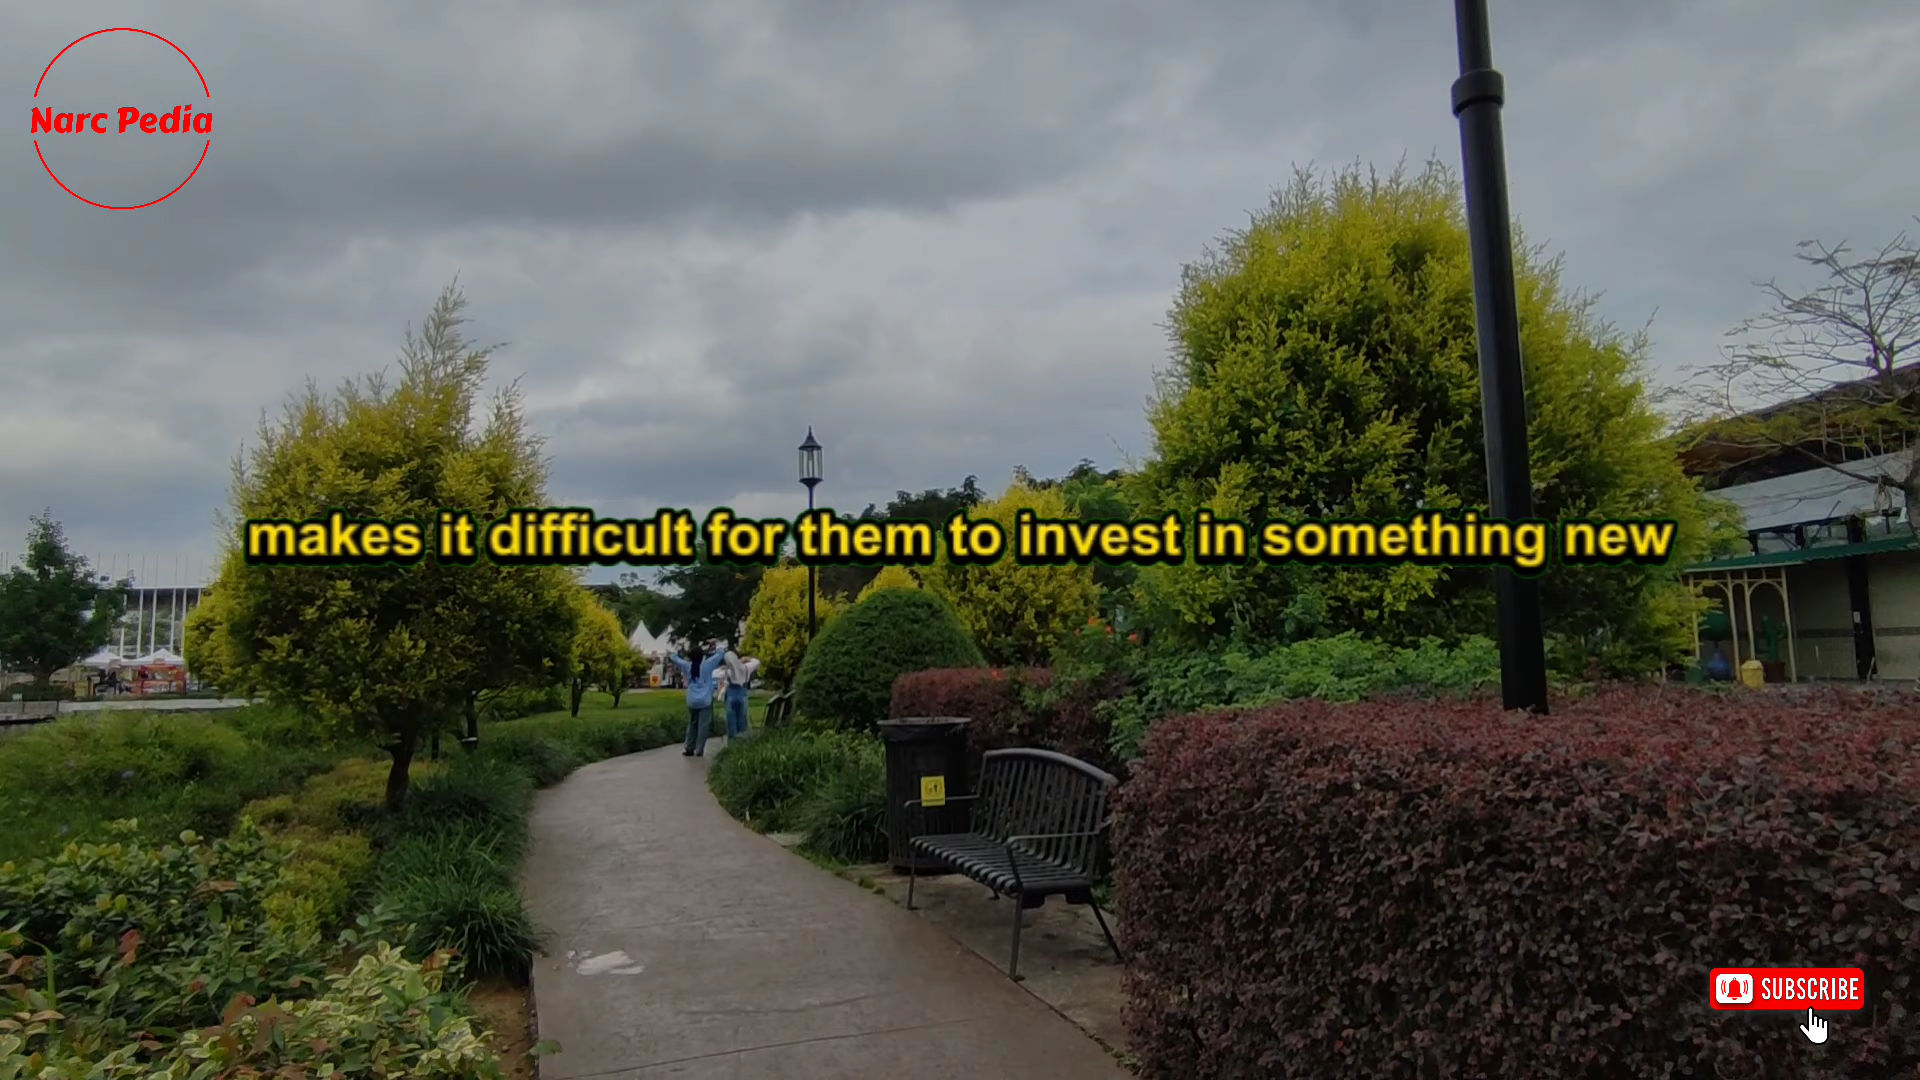 Narc Pedia
makes it difficult for them to invest in something new
SUBSCRIBE